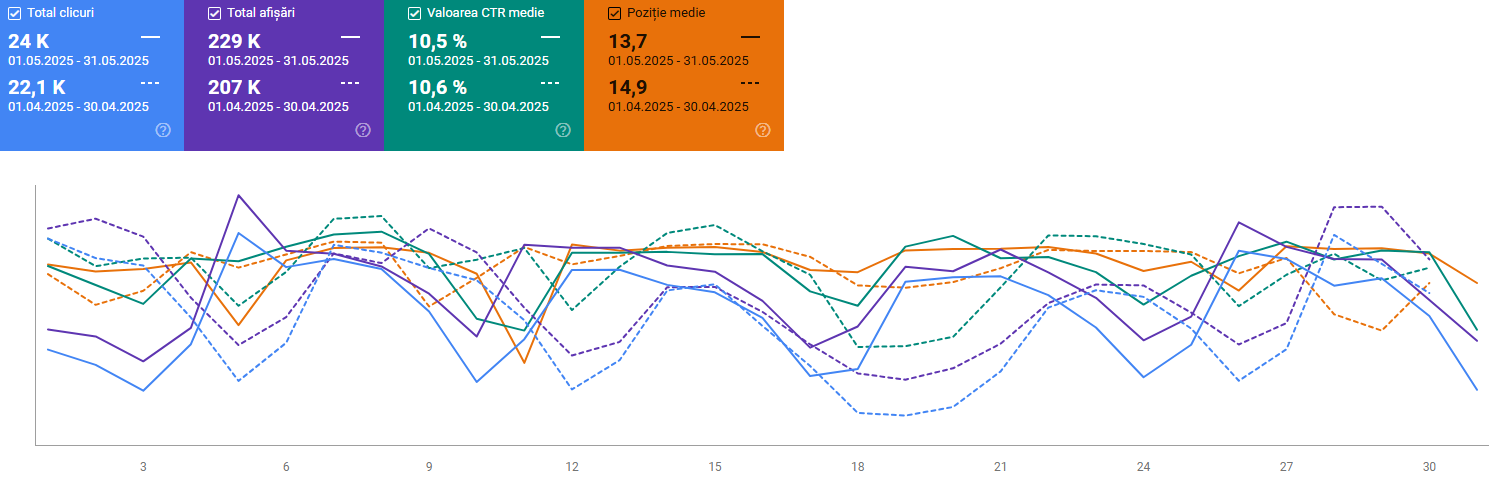 Total clicuri
24 K
01.05.2025 - 31.05.2025
22,1 K
01.04.2025 - 30.04.2025
Total afișări
229 K
01.05.2025 - 31.05.2025
207 K
01.04.2025 - 30.04.2025
Valoarea CTR medie
10,5 %
01.05.2025 - 31.05.2025
10,6 %
01.04.2025 - 30.04.2025
Poziție medie
13,7
01.05.2025 - 31.05.2025
14,9
01.04.2025 - 30.04.2025
3 6 9 12 15 18 21 24 27 30